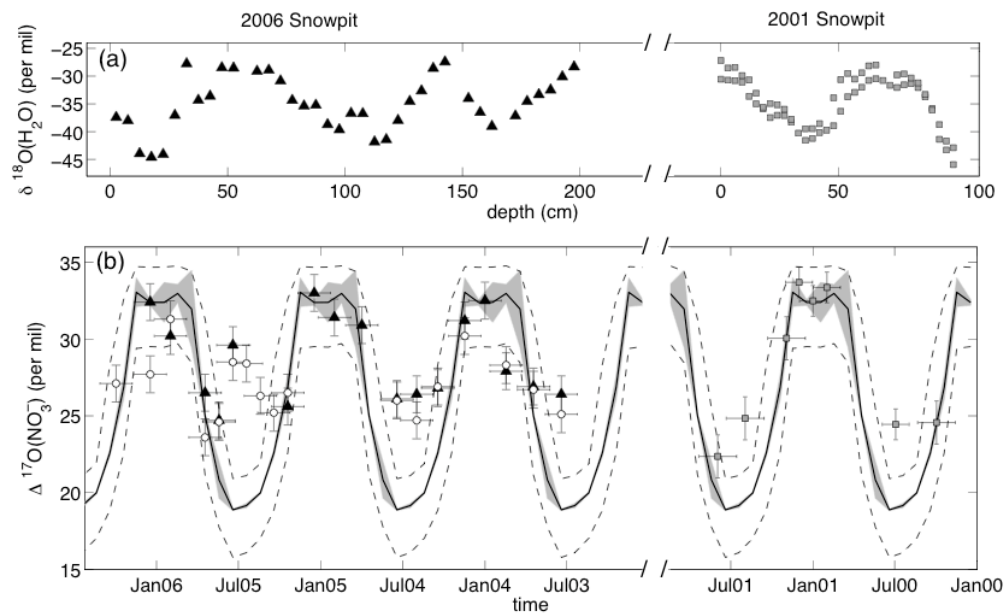 2006 Snowpit
2001 Snowpit
(a)
δ ¹⁸O(H₂O) (per mil)
−25
−30
−35
−40
−45
0 50 100 150 200 0 50 100
depth (cm)
(b)
Δ ¹⁷O(NO₃⁻) (per mil)
35
30
25
20
15
Jan06 Jul05 Jan05 Jul04 Jan04 Jul03 Jul01 Jan01 Jul00 Jan00
time